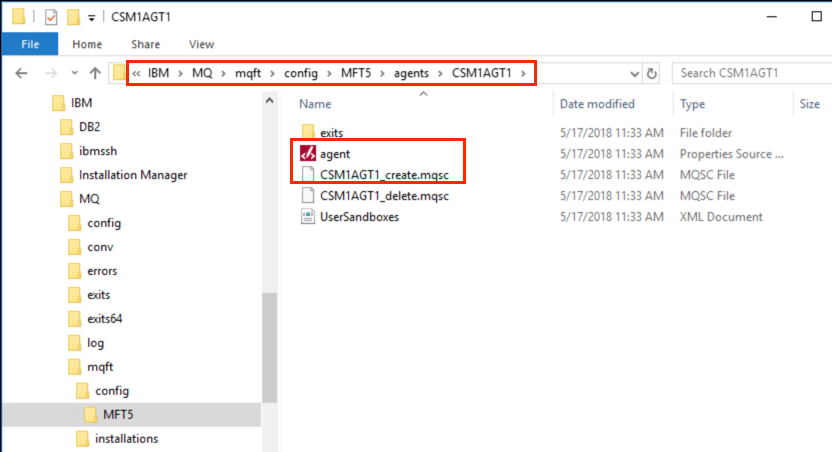 CSM1AGT1
File Home Share View
« IBM > MQ > mqft > config > MFT5 > agents > CSM1AGT1 >
Search CSM1AGT1
IBM
DB2
ibmssh
Installation Manager
MQ
config
conv
errors
exits
exits64
log
mqft
config
MFT5
installations
Name Date modified Type Size
exits 5/17/2018 11:33 AM File folder
agent 5/17/2018 11:33 AM Properties Source ...
CSM1AGT1_create.mqsc 5/17/2018 11:33 AM MQSC File
CSM1AGT1_delete.mqsc 5/17/2018 11:33 AM MQSC File
UserSandboxes 5/17/2018 11:33 AM XML Document